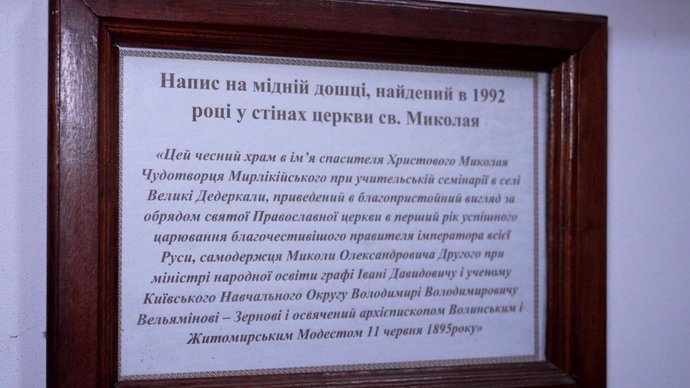 Напис на мідній дошці, найдений в 1992
році у стінах церкви св. Миколая
«Цей чесний храм в ім’я спасителя Христового Миколая
Чудотворця Мирлікійського при учительській семінарії в селі
Великі Дедеркали, приведений в благопристойний вигляд за
обрядом святої Православної церкви в перший рік успішного
царювання благочестивішого правителя імператора всієї
Руси, самодержця Миколи Олександровича Другого при
міністрі народної освіти графі Івані Давидовичу і ученому
Київського Навчального Округу Володимирі Володимировичу
Вельямінові – Зернові і освячений архієпископом Волинським і
Житомирським Модестом 11 червня 1895року»